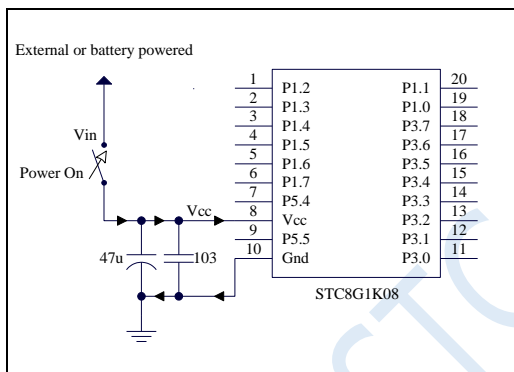 External or battery powered
Vin
Power On
Vcc
47u
103
1 P1.2 P1.1 20
2 P1.3 P1.0 19
3 P1.4 P3.7 18
4 P1.5 P3.6 17
5 P1.6 P3.5 16
6 P1.7 P3.4 15
7 P5.4 P3.3 14
8 Vcc P3.2 13
9 P5.5 P3.1 12
10 Gnd P3.0 11
STC8G1K08
STC